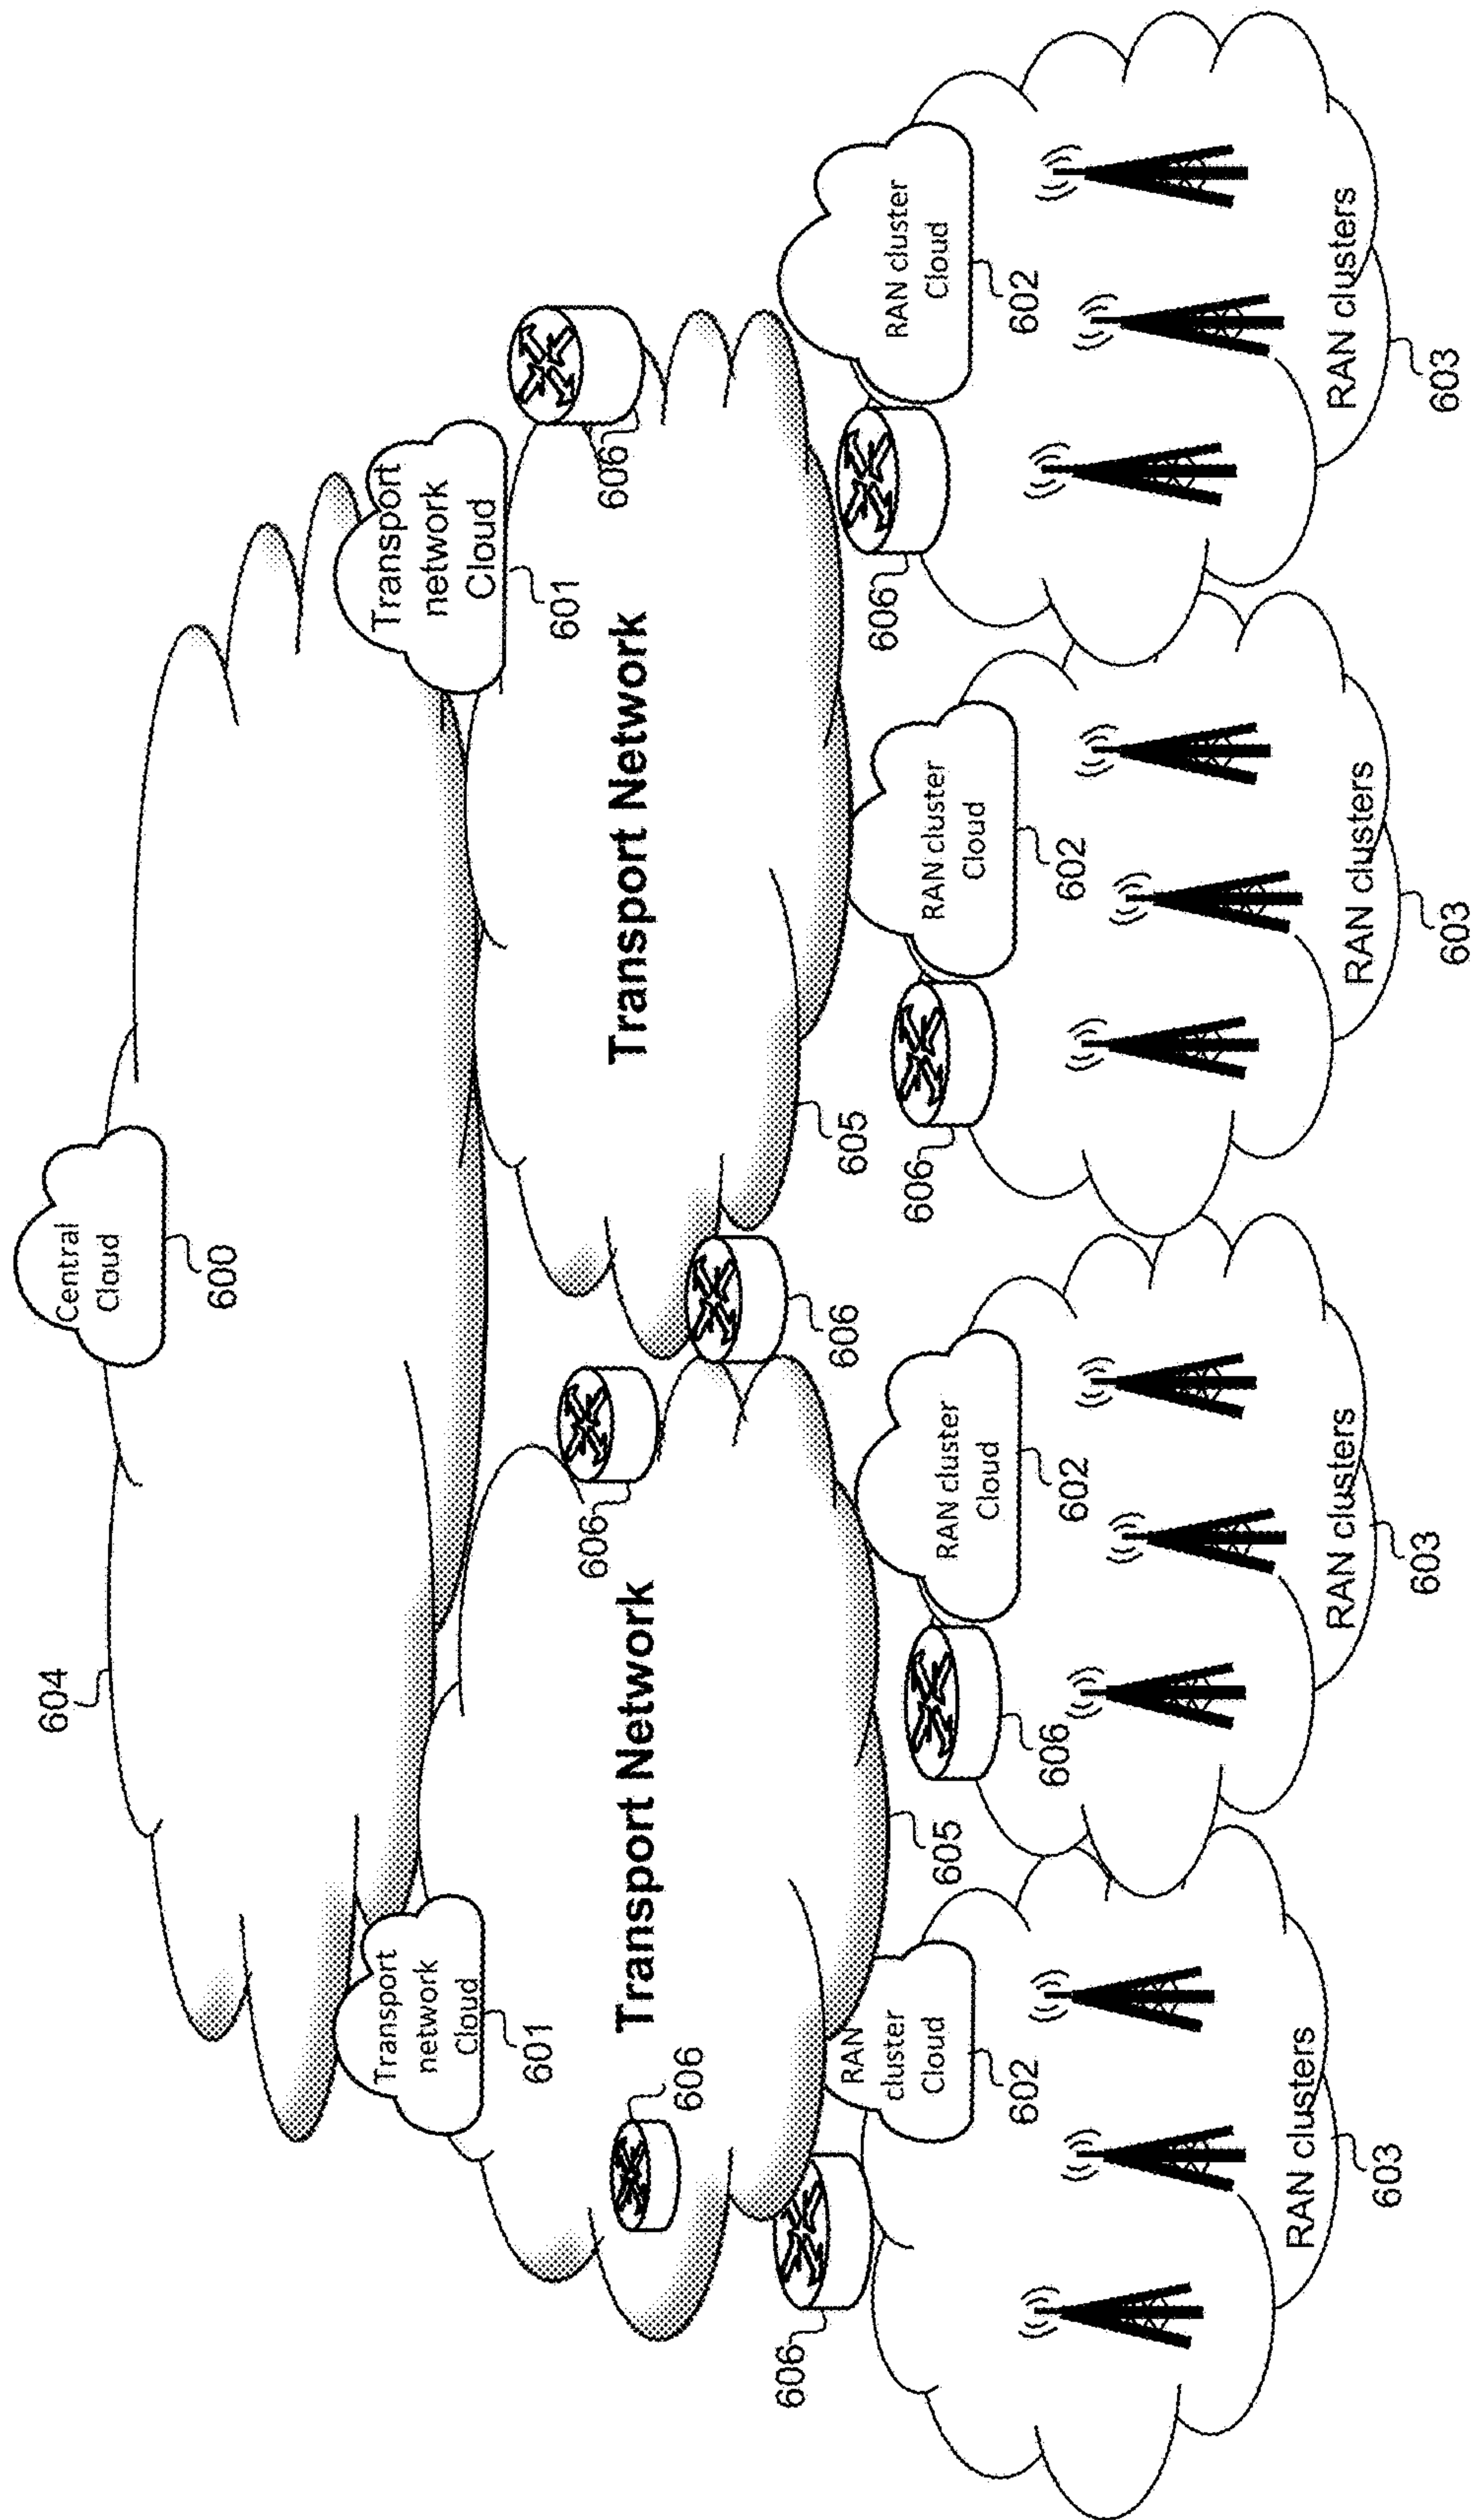 Central
Cloud
600
604
Transport
network
Cloud
601
Transport
network
Cloud
601
606
606
606
606
Transport Network
605
Transport Network
605
606
RAN
cluster
Cloud
602
606
RAN cluster
Cloud
602
606
RAN cluster
Cloud
602
606
RAN cluster
Cloud
602
RAN clusters
603
RAN clusters
603
RAN clusters
603
RAN clusters
603